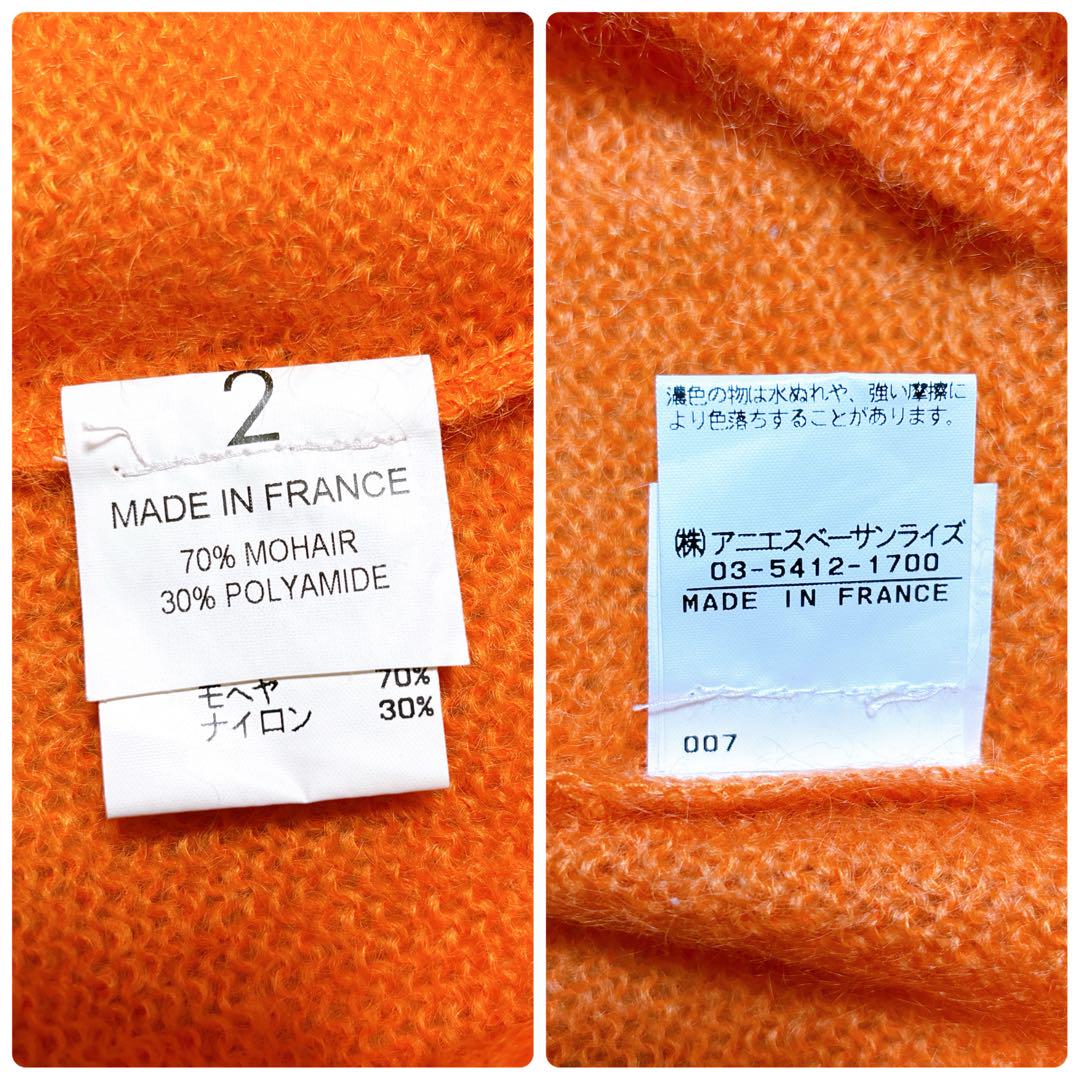 2
MADE IN FRANCE
70% MOHAIR
30% POLYAMIDE
モヘヤ 70%
ナイロン 30%
濃色の物は水ぬれや、強い摩擦に
より色落ちすることがあります。
㈱アニエスベーサンライズ
03-5412-1700
MADE IN FRANCE
007